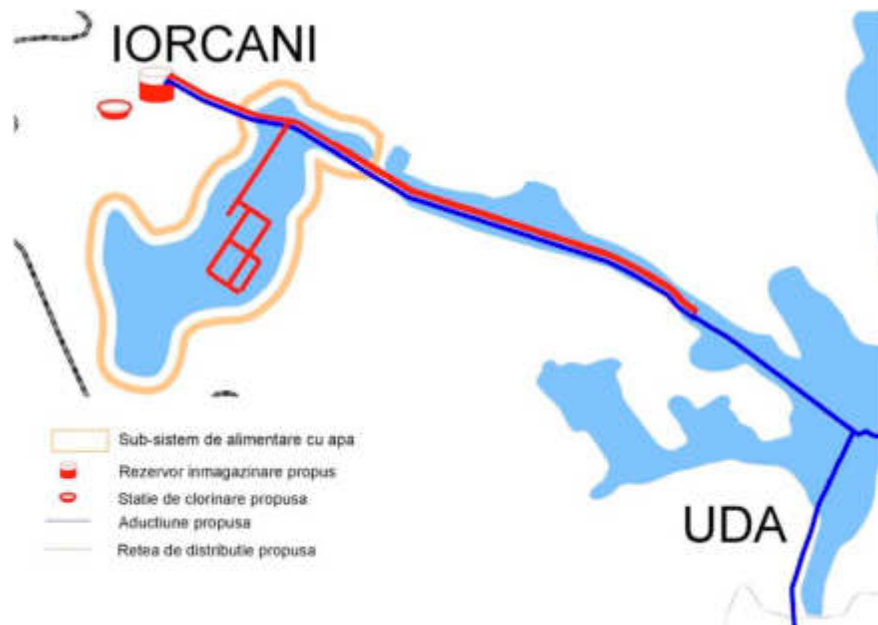 IORCANI
Sub-sistem de alimentare cu apa
Rezervor inmagazinare propus
Statie de clorinare propusa
Aductiune propusa
Retea de distributie propusa
UDA